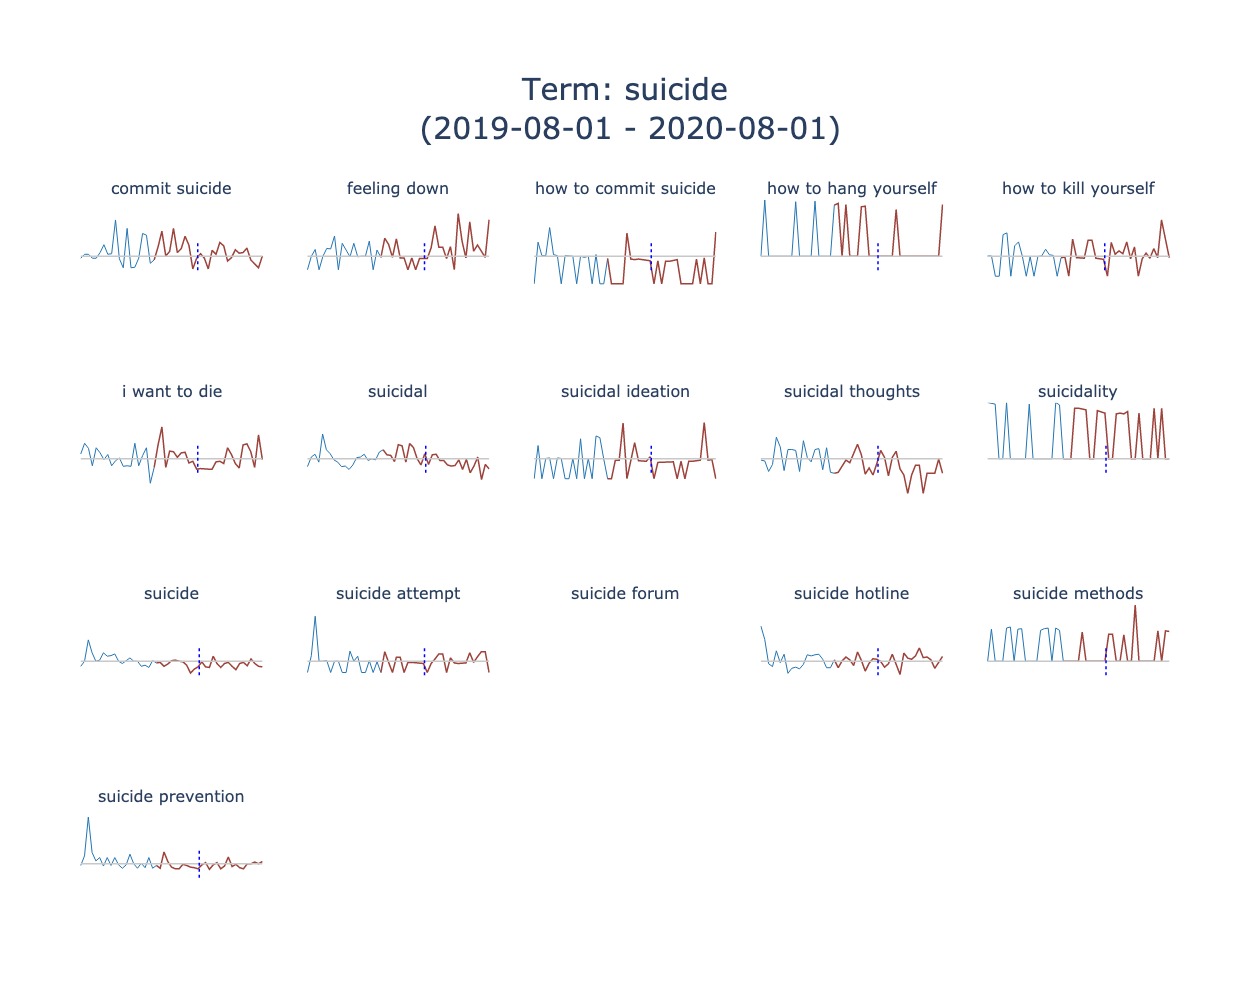 Term: suicide
(2019-08-01 - 2020-08-01)
commit suicide
feeling down
how to commit suicide
how to hang yourself
how to kill yourself
i want to die
suicidal
suicidal ideation
suicidal thoughts
suicidality
suicide
suicide attempt
suicide forum
suicide hotline
suicide methods
suicide prevention